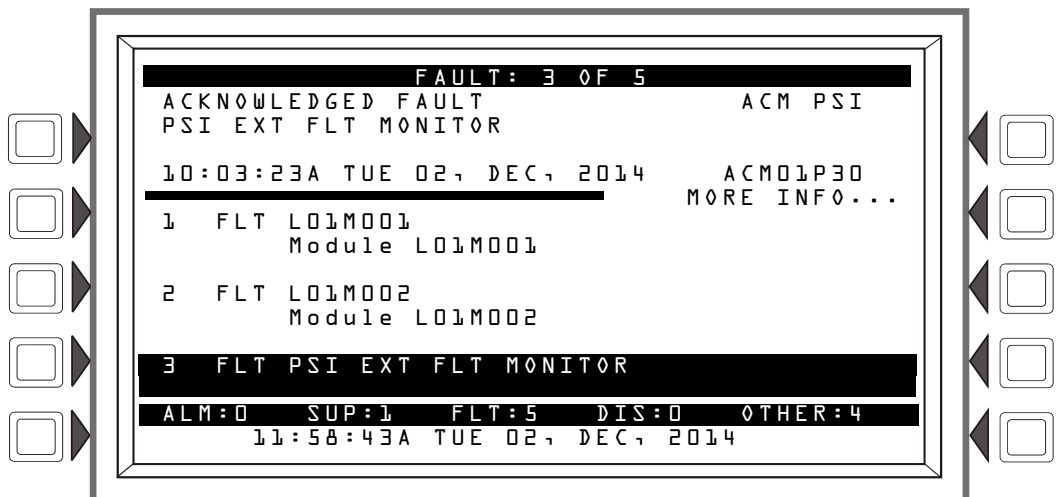 FAULT: 3 OF 5
ACKNOWLEDGED FAULT ACM PSI
PSI EXT FLT MONITOR
10:03:23A TUE 02, DEC, 2014 ACM01P30
MORE INFO...
1 FLT L01M001
Module L01M001
2 FLT L01M002
Module L01M002
3 FLT PSI EXT FLT MONITOR
ALM:0 SUP:1 FLT:5 DIS:0 OTHER:4
11:58:43A TUE 02, DEC, 2014